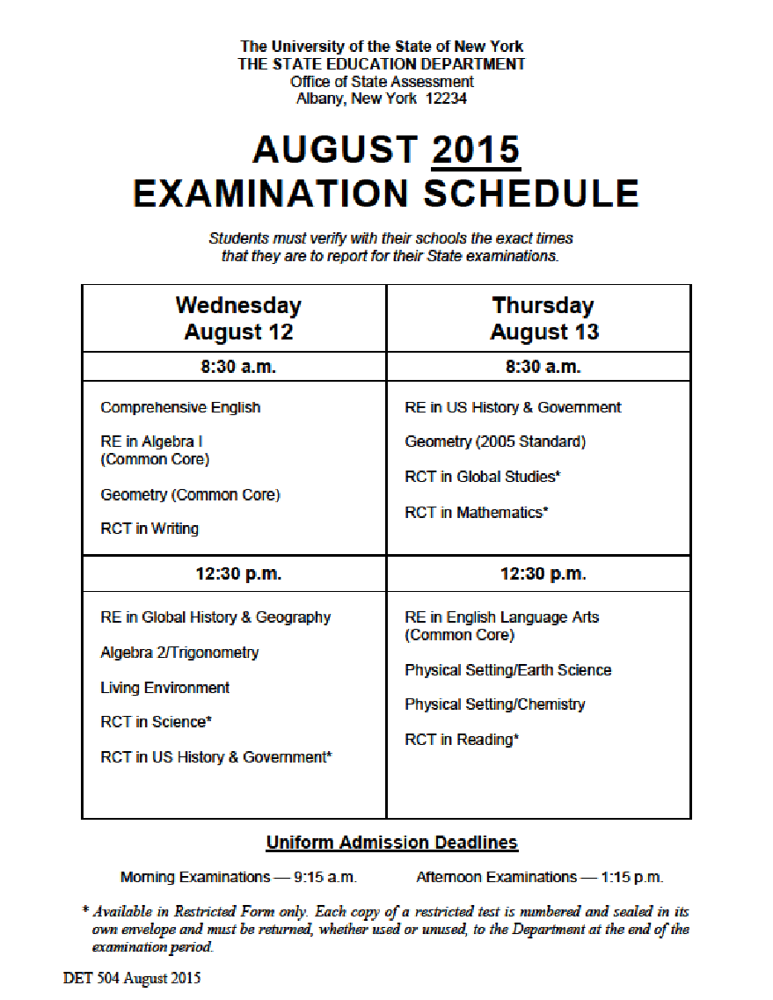 The University of the State of New York
THE STATE EDUCATION DEPARTMENT
Office of State Assessment
Albany, New York 12234
AUGUST 2015
EXAMINATION SCHEDULE
Students must verify with their schools the exact times
that they are to report for their State examinations.
Wednesday
August 12
8:30 a.m.
Comprehensive English
RE in Algebra I
(Common Core)
Geometry (Common Core)
RCT in Writing
12:30 p.m.
RE in Global History & Geography
Algebra 2/Trigonometry
Living Environment
RCT in Science*
RCT in US History & Government*
Thursday
August 13
8:30 a.m.
RE in US History & Government
Geometry (2005 Standard)
RCT in Global Studies*
RCT in Mathematics*
12:30 p.m.
RE in English Language Arts
(Common Core)
Physical Setting/Earth Science
Physical Setting/Chemistry
RCT in Reading*
Uniform Admission Deadlines
Morning Examinations — 9:15 a.m.
Afternoon Examinations — 1:15 p.m.
* Available in Restricted Form only. Each copy of a restricted test is numbered and sealed in its
own envelope and must be returned, whether used or unused, to the Department at the end of the
examination period.
DET 504 August 2015